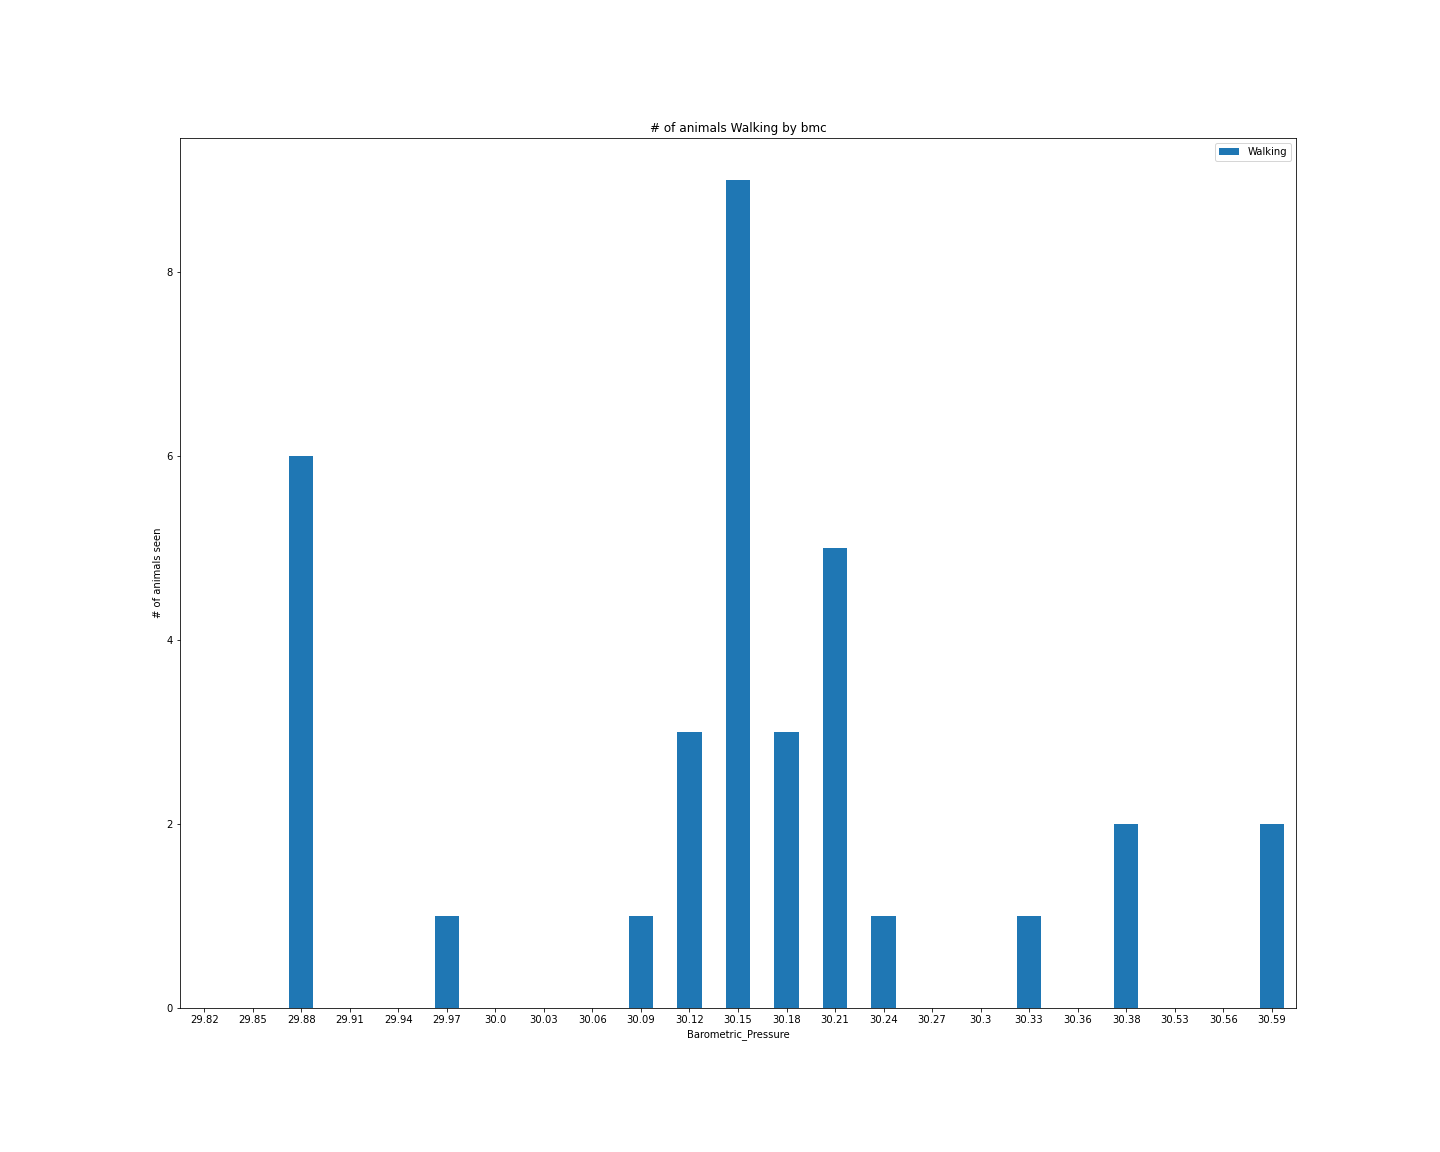 # of animals Walking by bmc
Walking
8
6
4
2
0
# of animals seen
29.82 29.85 29.88 29.91 29.94 29.97 30.0 30.03 30.06 30.09 30.12 30.15 30.18 30.21 30.24 30.27 30.3 30.33 30.36 30.38 30.53 30.56 30.59
Barometric_Pressure